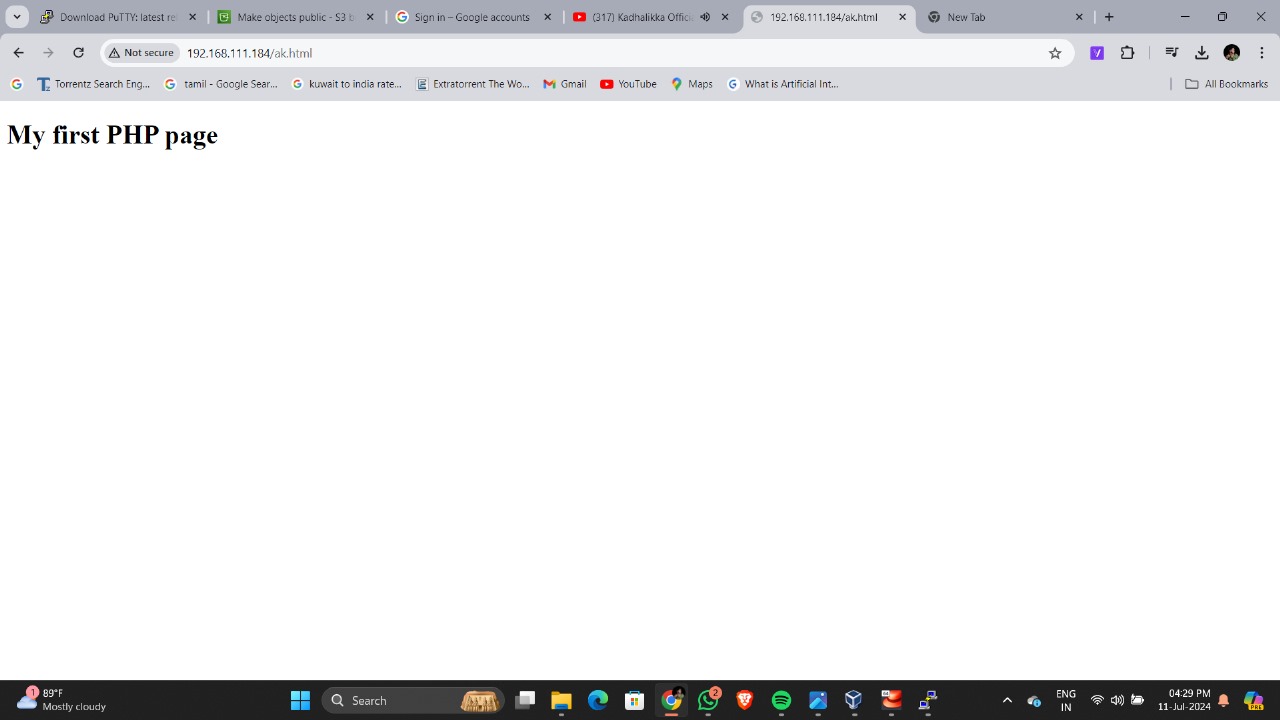 Download PuTTY: latest re
Make objects public - S3 b
Sign in – Google accounts
(317) Kadhalikka Offici
192.168.111.184/ak.html
New Tab
Not secure
192.168.111.184/ak.html
Torrentz Search Eng...
tamil - Google Sear...
kuwait to india rate...
Extratorrent The Wo...
Gmail
YouTube
Maps
What is Artificial Int...
All Bookmarks
My first PHP page
1
89°F
Mostly cloudy
Search
2
ENG
IN
04:29 PM
11-Jul-2024
PRE